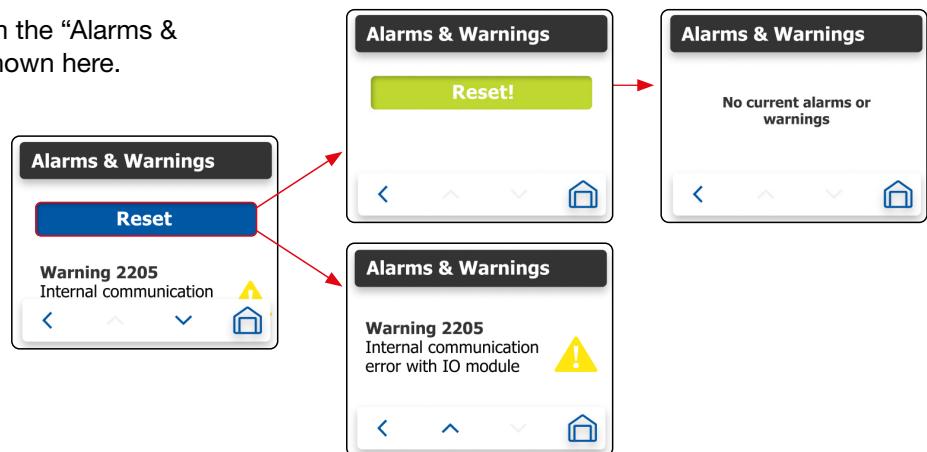 the "Alarms &
nown here.
Alarms & Warnings
Reset
Warning 2205
Internal communication
Alarms & Warnings
Reset!
Alarms & Warnings
No current alarms or
warnings
Alarms & Warnings
Warning 2205
Internal communication
error with IO module